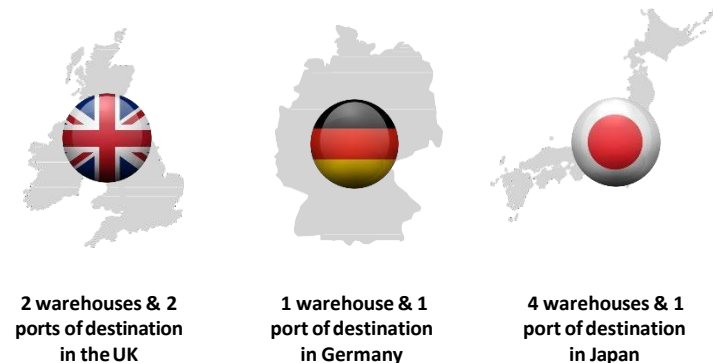 2 warehouses & 2
ports of destination
in the UK
1 warehouse & 1
port of destination
in Germany
4 warehouses & 1
port of destination
in Japan